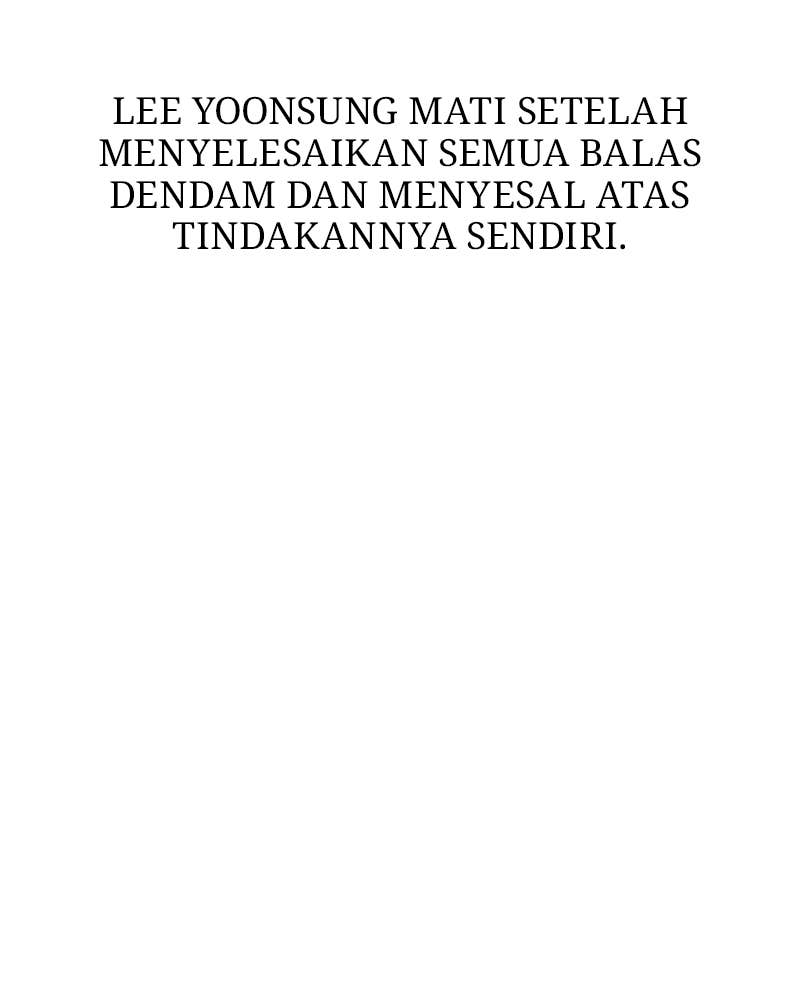 LEE YOONSUNG MATI SETELAH
MENYELESAIKAN SEMUA BALAS
DENDAM DAN MENYESAL ATAS
TINDAKANNYA SENDIRI.